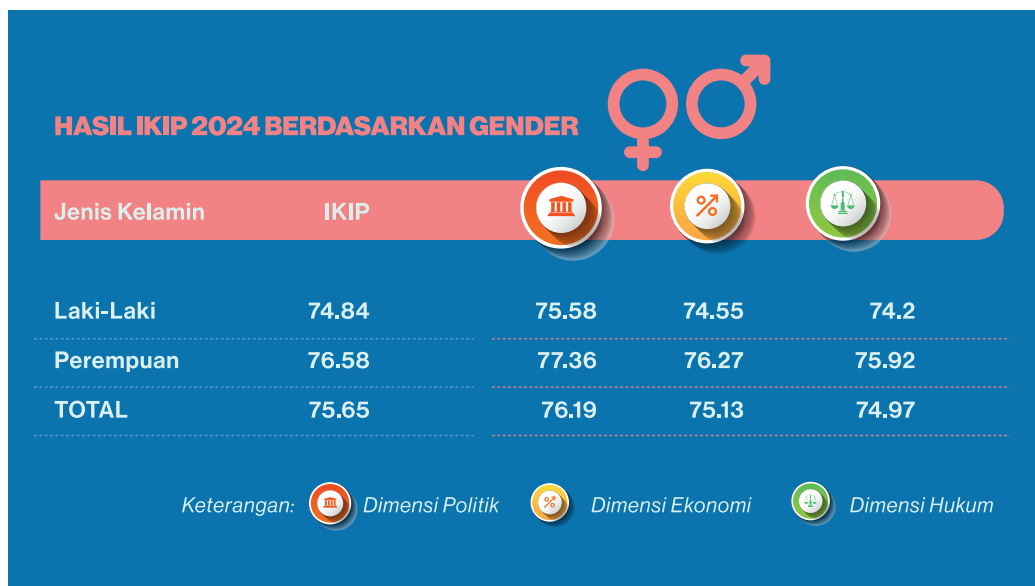 HASIL IKIP 2024 BERDASARKAN GENDER
Jenis Kelamin IKIP
Laki-Laki 74.84 75.58 74.55 74.2
Perempuan 76.58 77.36 76.27 75.92
TOTAL 75.65 76.19 75.13 74.97
Keterangan: Dimensi Politik Dimensi Ekonomi Dimensi Hukum